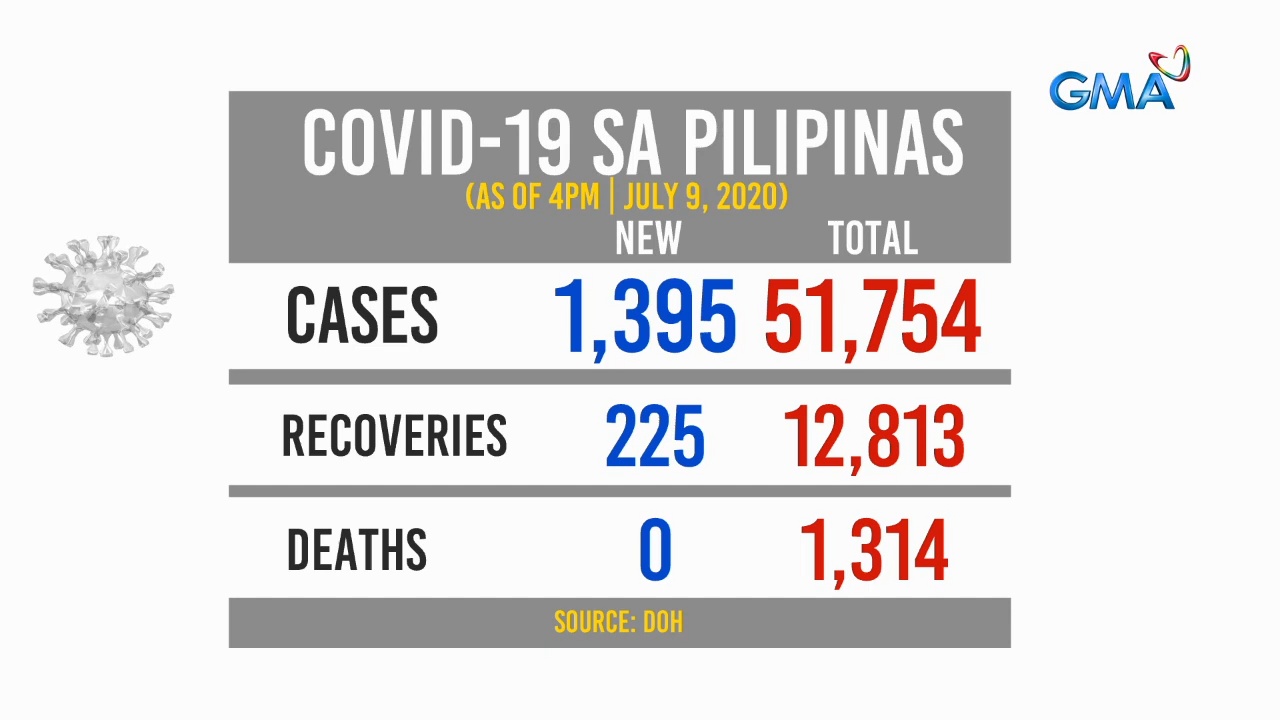 GMA
COVID-19 SA PILIPINAS
(AS OF 4PM | JULY 9, 2020)
NEW TOTAL
CASES 1,395 51,754
RECOVERIES 225 12,813
DEATHS 0 1,314
SOURCE: DOH